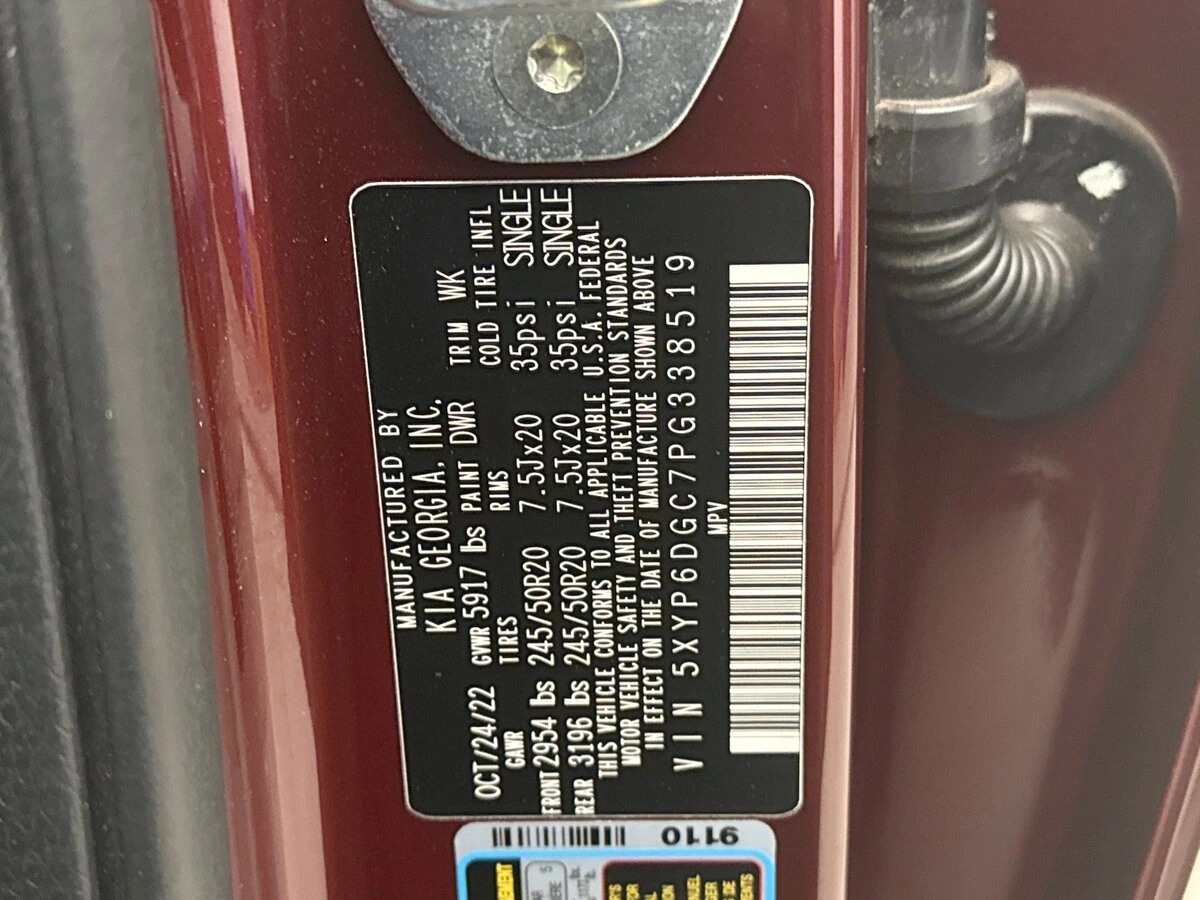 MANUFACTURED BY
KIA GEORGIA, INC.
OCT/24/22 GVWR 5917 lbs PAINT DWR TRIM WK
GAWR TIRES RIMS COLD TIRE INFL
FRONT 2954 lbs 245/50R20 7.5Jx20 35psi SINGLE
REAR 3196 lbs 245/50R20 7.5Jx20 35psi SINGLE
THIS VEHICLE CONFORMS TO ALL APPLICABLE U.S.A. FEDERAL
MOTOR VEHICLE SAFETY AND THEFT PREVENTION STANDARDS
IN EFFECT ON THE DATE OF MANUFACTURE SHOWN ABOVE
VIN 5XYP6DGC7PG338519
MPV
9110